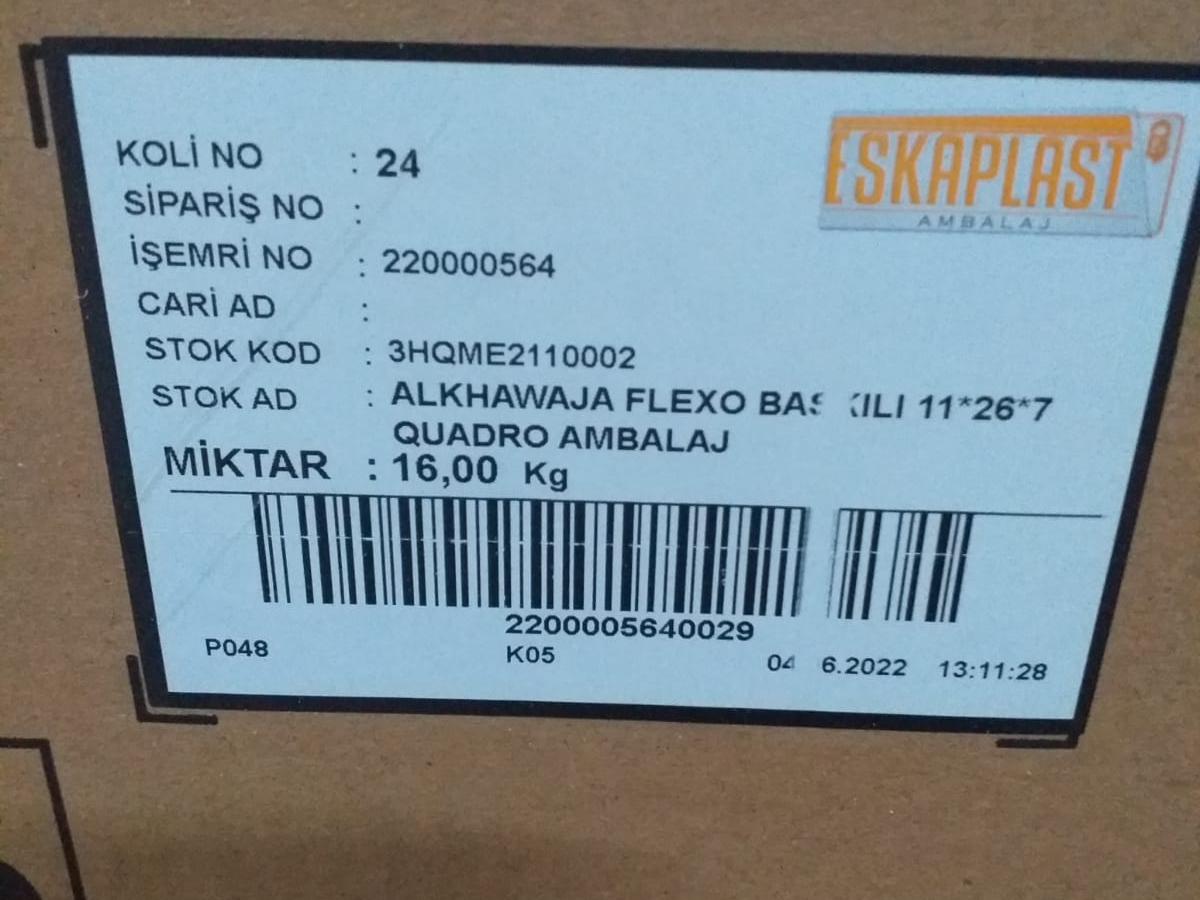 ESKAPLAST
AMBALAJ
KOLİ NO : 24
SİPARİŞ NO :
İŞEMRİ NO : 220000564
CARİ AD :
STOK KOD : 3HQME2110002
STOK AD : ALKHAWAJA FLEXO 11*26*7
QUADRO AMBALAJ
MİKTAR : 16,00 Kg
2200005640029
P048 K05 04 6.2022 13:11:28